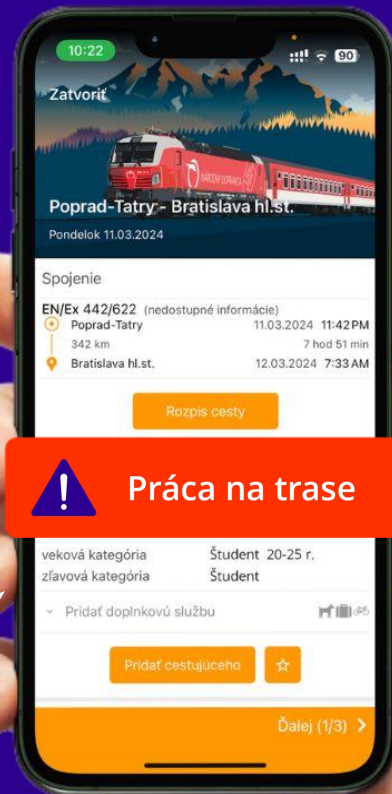 10:22
90
Zatvoriť
NÁRODNÝ DOPRAVCA
Poprad-Tatry - Bratislava hl.st.
Pondelok 11.03.2024
Spojenie
EN/Ex 442/622 (nedostupné informácie)
Poprad-Tatry 11.03.2024 11:42 PM
342 km 7 hod 51 min
Bratislava hl.st. 12.03.2024 7:33 AM
Rozpis cesty
! Práca na trase
veková kategória Študent 20-25 r.
zľavová kategória Študent
Pridať doplnkovú službu
Pridať cestujúceho
Ďalej (1/3)